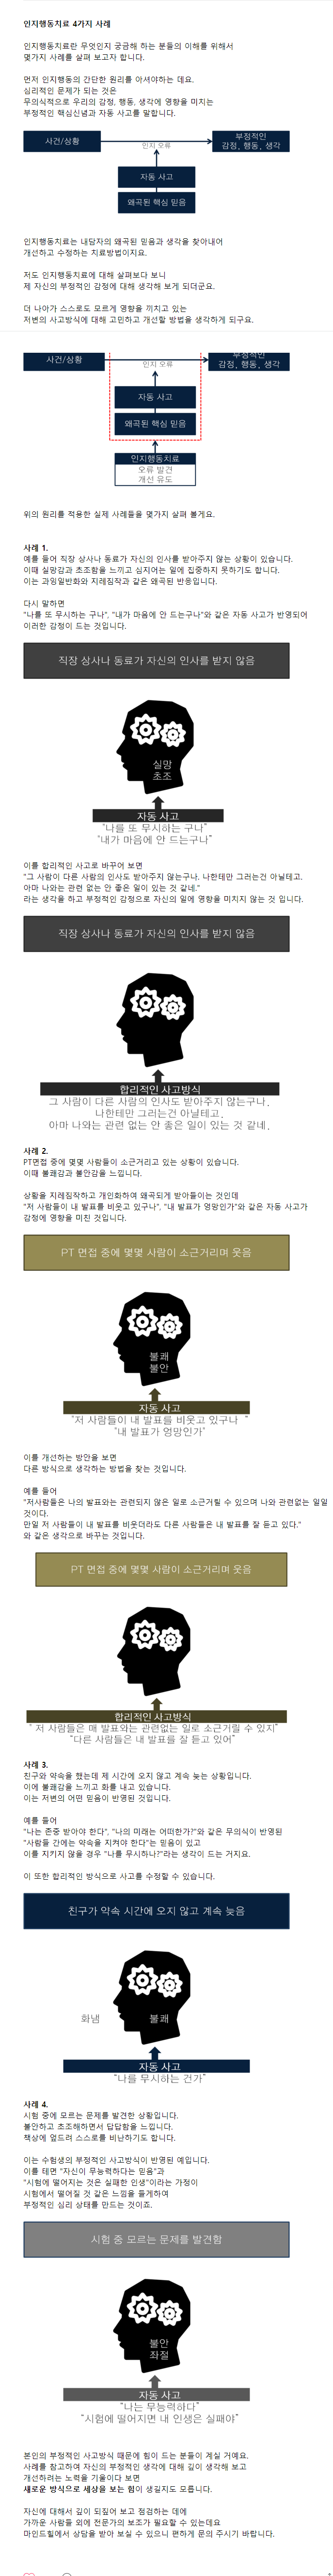 인지행동치료 4가지 사례
인지행동치료란 무엇인지 궁금해 하는 분들의 이해를 위해서
몇가지 사례를 살펴 보고자 합니다.
먼저 인지행동의 간단한 원리를 아셔야하는 데요.
심리적인 문제가 되는 것은
무의식적으로 우리의 감정, 행동, 생각에 영향을 미치는
부정적인 핵심신념과 자동 사고를 말합니다.
사건/상황
인지 오류
부정적인
감정, 행동, 생각
자동 사고
왜곡된 핵심 믿음
인지행동치료는 내담자의 왜곡된 믿음과 생각을 찾아내어
개선하고 수정하는 치료방법이지요.
저도 인지행동치료에 대해 살펴보다 보니
제 자신의 부정적인 감정에 대해 생각해 보게 되더군요.
더 나아가 스스로도 모르게 영향을 끼치고 있는
저변의 사고방식에 대해 고민하고 개선할 방법을 생각하게 되구요.
사건/상황
인지 오류
부정적인
감정, 행동, 생각
자동 사고
왜곡된 핵심 믿음
인지행동치료
오류 발견
개선 유도
위의 원리를 적용한 실제 사례들을 몇가지 살펴 볼게요.
사례 1.
예를 들어 직장 상사나 동료가 자신의 인사를 받아주지 않는 상황이 있습니다.
이때 실망감과 초조함을 느끼고 심지어는 일에 집중하지 못하기도 합니다.
이는 과잉일반화와 지레짐작과 같은 왜곡된 반응입니다.
다시 말하면
"나를 또 무시하는 구나", "내가 마음에 안 드는구나"와 같은 자동 사고가 반영되어
이러한 감정이 드는 것입니다.
직장 상사나 동료가 자신의 인사를 받지 않음
실망
초조
자동 사고
"나를 또 무시하는 구나"
"내가 마음에 안 드는구나"
이를 합리적인 사고로 바꾸어 보면
"그 사람이 다른 사람의 인사도 받아주지 않는구나. 나한테만 그러는건 아닐테고.
아마 나와는 관련 없는 안 좋은 일이 있는 것 같네."
라는 생각을 하고 부정적인 감정으로 자신의 일에 영향을 미치지 않는 것 입니다.
직장 상사나 동료가 자신의 인사를 받지 않음
합리적인 사고방식
그 사람이 다른 사람의 인사도 받아주지 않는구나.
나한테만 그러는건 아닐테고,
아마 나와는 관련 없는 안 좋은 일이 있는 것 같네.
사례 2.
PT면접 중에 몇몇 사람들이 소근거리고 있는 상황이 있습니다.
이때 불쾌감과 불안감을 느낍니다.
상황을 지레짐작하고 개인화하여 왜곡되게 받아들이는 것인데
"저 사람들이 내 발표를 비웃고 있구나", "내 발표가 엉망인가"와 같은 자동 사고가
감정에 영향을 미친 것입니다.
PT 면접 중에 몇몇 사람이 소근거리며 웃음
불쾌
불안
자동 사고
"저 사람들이 내 발표를 비웃고 있구나 "
"내 발표가 엉망인가"
이를 개선하는 방안을 보면
다른 방식으로 생각하는 방법을 찾는 것입니다.
예를 들어
"저사람들은 나의 발표와는 관련되지 않은 일로 소근거릴 수 있으며 나와 관련없는 일일
것이다.
만일 저 사람들이 내 발표를 비웃더라도 다른 사람들은 내 발표를 잘 듣고 있다."
와 같은 생각으로 바꾸는 것입니다.
PT 면접 중에 몇몇 사람이 소근거리며 웃음
합리적인 사고방식
" 저 사람들은 매 발표와는 관련없는 일로 소근거릴 수 있지"
"다른 사람들은 내 발표를 잘 듣고 있어"
사례 3.
친구와 약속을 했는데 제 시간에 오지 않고 계속 늦는 상황입니다.
이에 불쾌감을 느끼고 화를 내고 있습니다.
이는 저변의 어떤 믿음이 반영된 것입니다.
예를 들어
"나는 존중 받아야 한다", "나의 미래는 어떠한가?"와 같은 무의식이 반영된
"사람들 간에는 약속을 지켜야 한다"는 믿음이 있고
이를 지키지 않을 경우 "나를 무시하나?"라는 생각이 드는 거지요.
이 또한 합리적인 방식으로 사고를 수정할 수 있습니다.
친구가 약속 시간에 오지 않고 계속 늦음
화냄
불쾌
자동 사고
"나를 무시하는 건가"
사례 4.
시험 중에 모르는 문제를 발견한 상황입니다.
불안하고 초조해하면서 답답함을 느낍니다.
책상에 엎드려 스스로를 비난하기도 합니다.
이는 수험생의 부정적인 사고방식이 반영된 예입니다.
이를 테면 "자신이 무능력하다는 믿음"과
"시험에 떨어지는 것은 실패한 인생"이라는 가정이
시험에서 떨어질 것 같은 느낌을 들게하여
부정적인 심리 상태를 만드는 것이죠.
시험 중 모르는 문제를 발견함
불안
좌절
자동 사고
"나는 무능력하다"
"시험에 떨어지면 내 인생은 실패야"
본인의 부정적인 사고방식 때문에 힘이 드는 분들이 계실 거예요.
사례를 참고하여 자신의 부정적인 생각에 대해 깊이 생각해 보고
개선하려는 노력을 기울이다 보면
새로운 방식으로 세상을 보는 힘이 생길지도 모릅니다.
자신에 대해서 깊이 되짚어 보고 점검하는 데에
가까운 사람들 외에 전문가의 보조가 필요할 수 있는데요
마인드힐에서 상담을 받아 보실 수 있으니 편하게 문의 주시기 바랍니다.